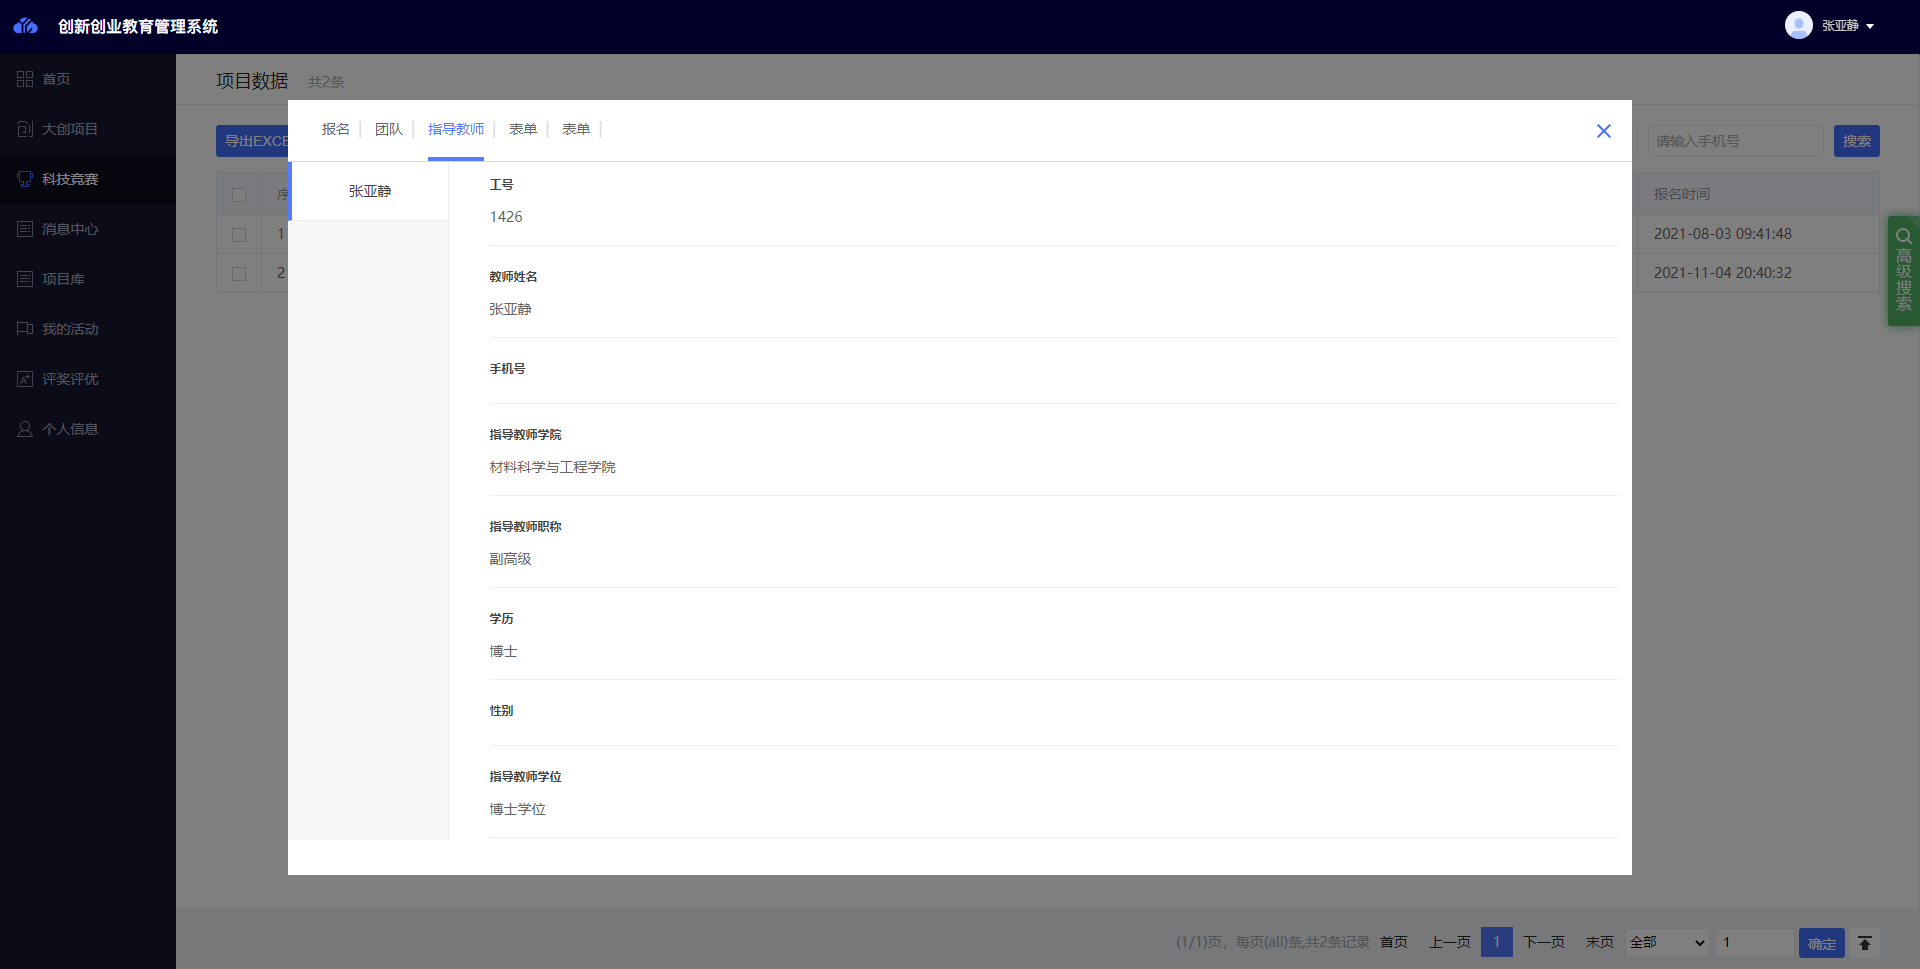 创新创业教育管理系统
张亚静
首页
大创项目
科技竞赛
消息中心
项目库
我的活动
评奖评优
个人信息
项目数据 共2条
导出EXCE
请输入手机号 搜索
序
报名时间
1
2021-08-03 09:41:48
2
2021-11-04 20:40:32
高级搜索
报名 团队 指导教师 表单 表单
张亚静
工号
1426
教师姓名
张亚静
手机号
指导教师学院
材料科学与工程学院
指导教师职称
副高级
学历
博士
性别
指导教师学位
博士学位
(1/1)页，每页(all)条,共2条记录 首页 上一页 1 下一页 末页 全部 1 确定